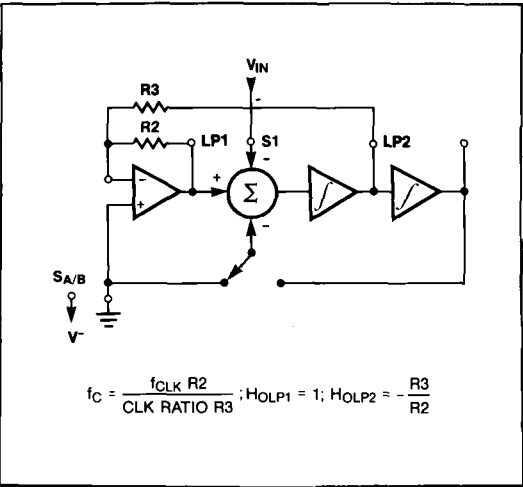 V_IN
R3
-
R2
LP1
S1
LP2
-
-
+
+
Σ
∫
∫
-
S_A/B
V⁻
f_C = f_CLK R2 / CLK RATIO R3 ; H_OLP1 = 1; H_OLP2 = - R3 / R2